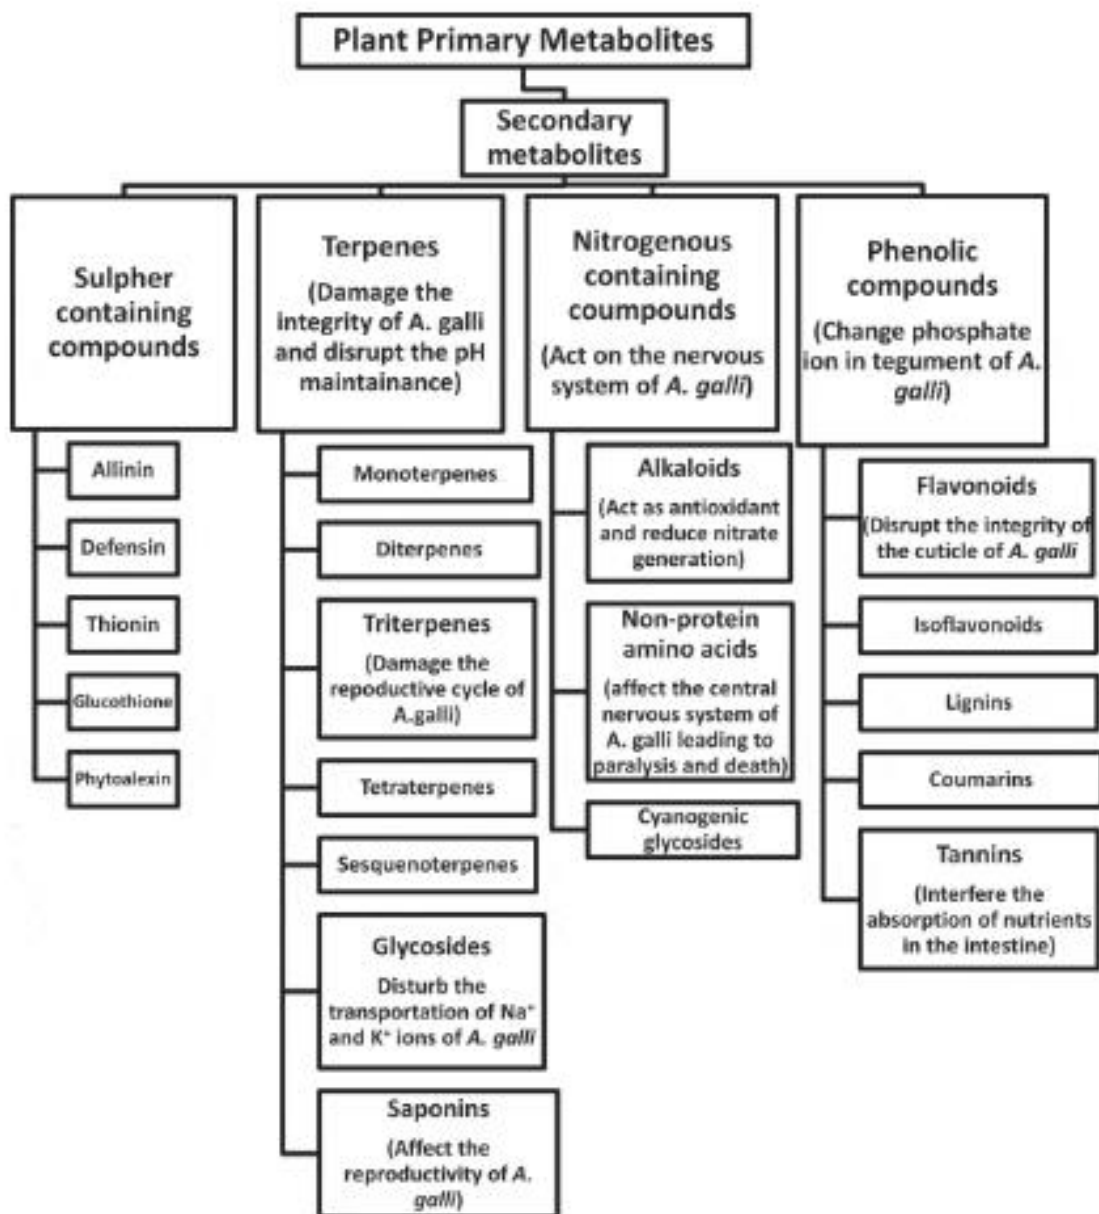 Plant Primary Metabolites
Secondary
metabolites
Sulpher
containing
compounds
Allinin
Defensin
Thionin
Glucothione
Phytoalexin
Terpenes
(Damage the
integrity of A. galli
and disrupt the pH
maintainance)
Monoterpenes
Diterpenes
Triterpenes
(Damage the
repoductive cycle of
A.galli)
Tetraterpenes
Sesquenoterpenes
Glycosides
Disturb the
transportation of Na⁺
and K⁺ ions of A. galli
Saponins
(Affect the
reproductivity of A.
galli)
Nitrogenous
containing
coumpounds
(Act on the nervous
system of A. galli)
Alkaloids
(Act as antioxidant
and reduce nitrate
generation)
Non-protein
amino acids
(affect the central
nervous system of
A. galli leading to
paralysis and death)
Cyanogenic
glycosides
Phenolic
compounds
(Change phosphate
ion in tegument of A.
galli)
Flavonoids
(Disrupt the integrity of
the cuticle of A. galli
Isoflavonoids
Lignins
Coumarins
Tannins
(Interfere the
absorption of nutrients
in the intestine)